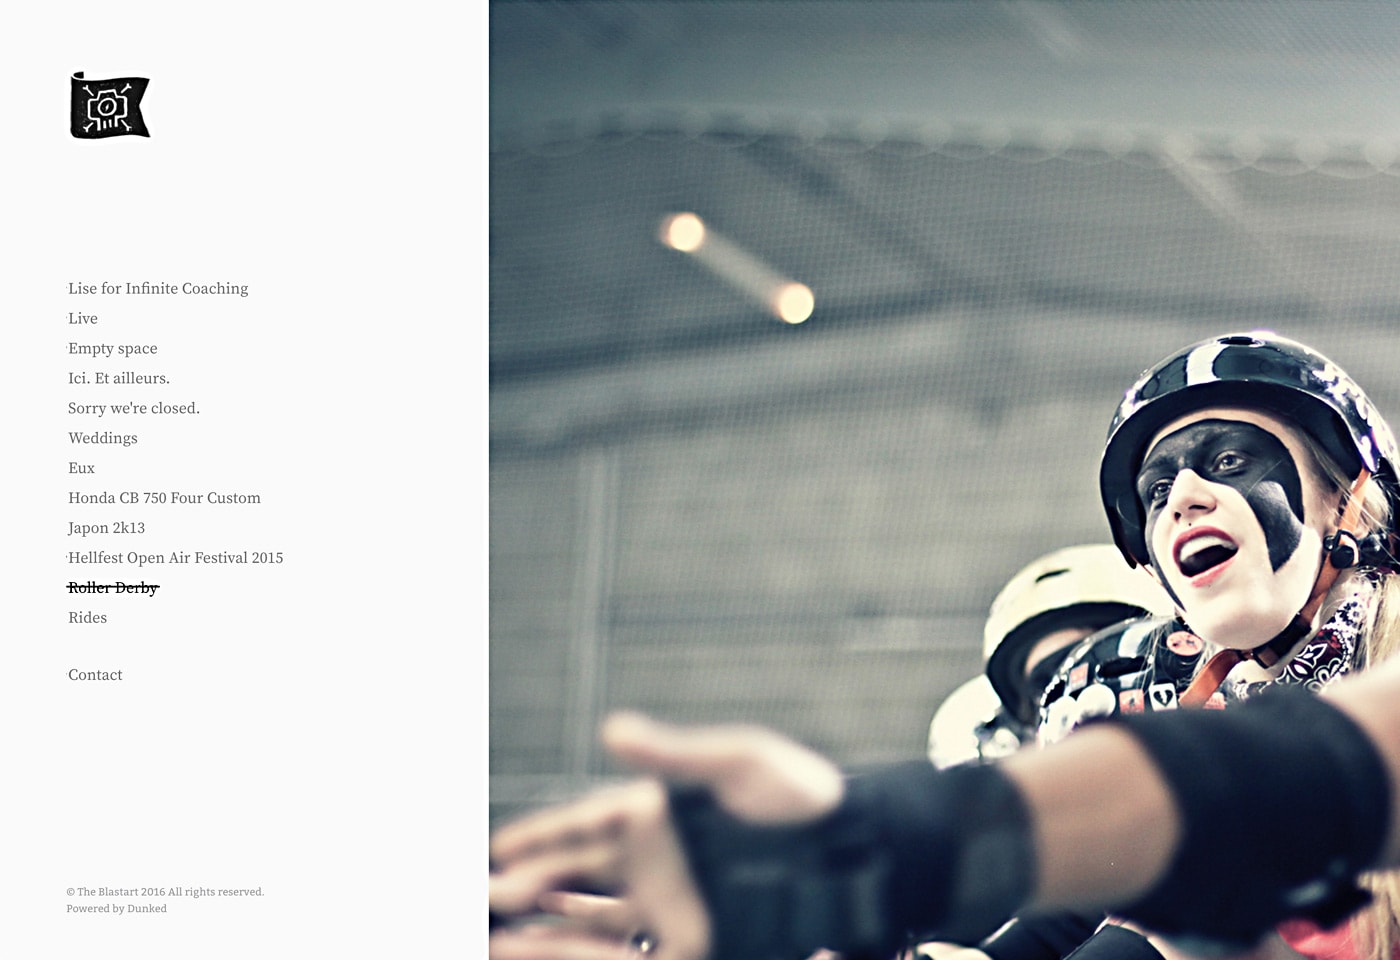 Lise for Infinite Coaching
Live
Empty space
Ici. Et ailleurs.
Sorry we're closed.
Weddings
Eux
Honda CB 750 Four Custom
Japon 2k13
Hellfest Open Air Festival 2015
Roller Derby
Rides
Contact
© The Blastart 2016 All rights reserved.
Powered by Dunked